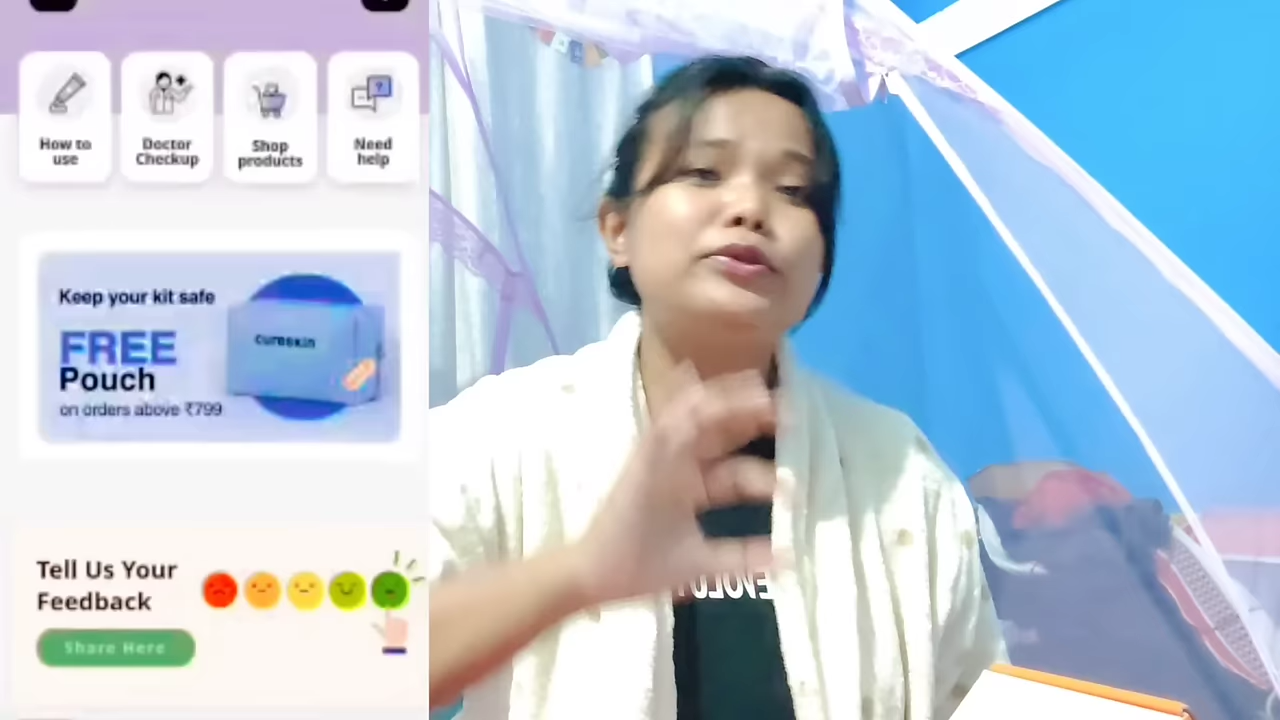 How to
use
Doctor
Checkup
Shop
products
Need
help
Keep your kit safe
FREE
Pouch
on orders above ₹799
cureskin
Tell Us Your
Feedback
Share Here